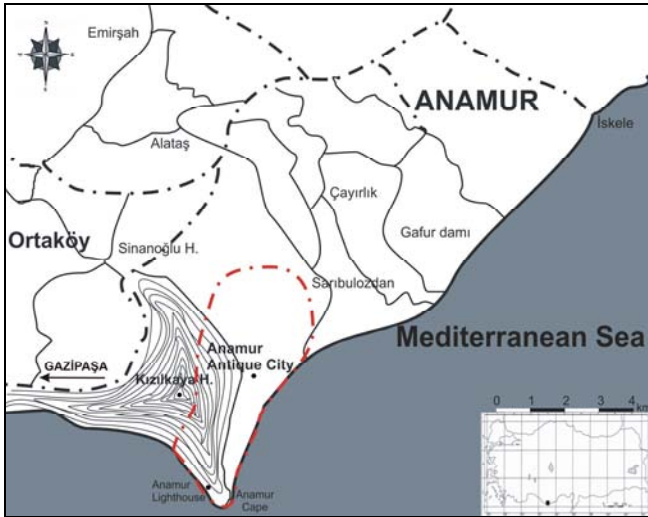 Emirşah
ANAMUR
İskele
Alataş
Çayırlık
Ortaköy
Sinanoğlu H.
Gafur damı
Sarıbulozdan
Mediterranean Sea
Anamur
Antique City
GAZİPAŞA
Kızılkaya H.
0 1 2 3 4
km
Anamur
Lighthouse
Anamur
Cape